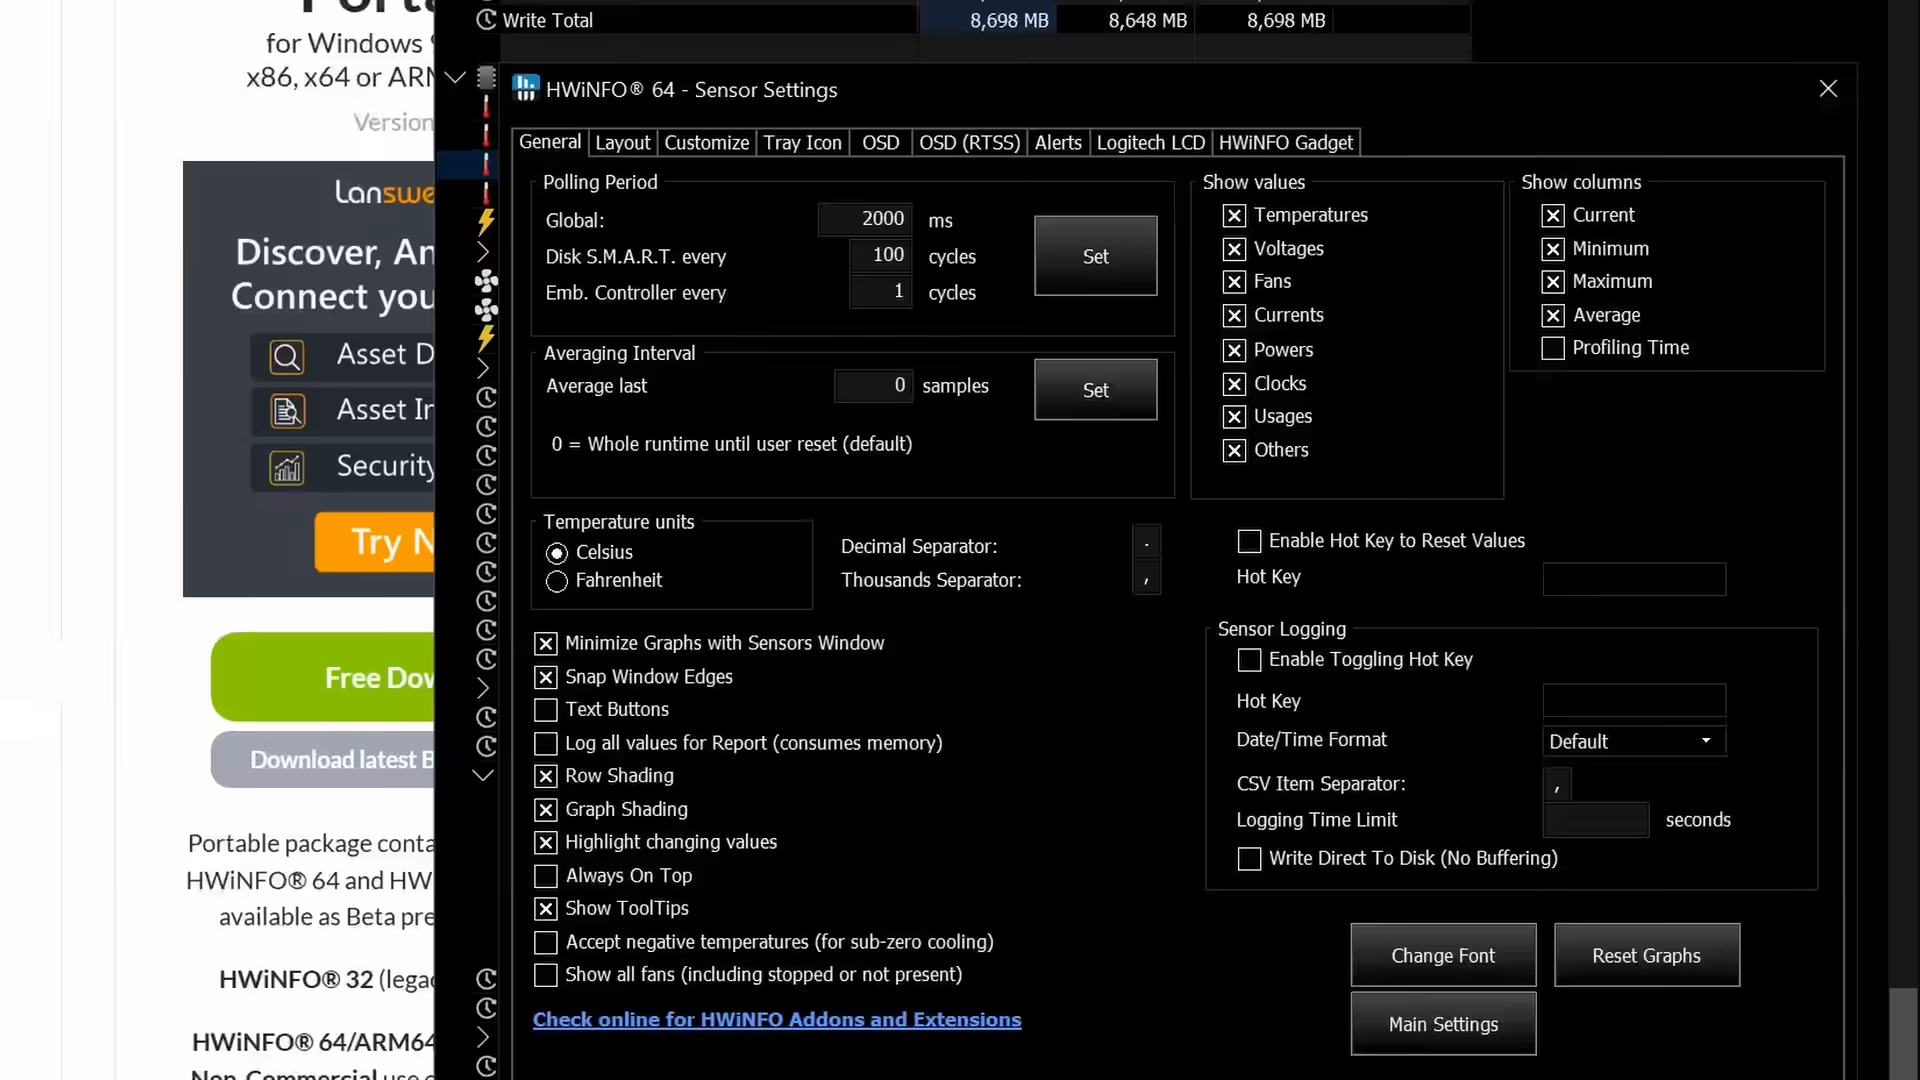 for Windows
x86, x64 or ARM
Version
Lanswe
Discover, An
Connect you
Asset D
Asset In
Security
Try N
Free Dow
Download latest B
Portable package conta
HWiNFO® 64 and HW
available as Beta pre
HWiNFO® 32 (legac
HWiNFO® 64/ARM64
Non-Commercial use
Write Total 8,698 MB 8,648 MB 8,698 MB
HWiNFO® 64 - Sensor Settings
General Layout Customize Tray Icon OSD OSD (RTSS) Alerts Logitech LCD HWiNFO Gadget
Polling Period
Global: 2000 ms
Disk S.M.A.R.T. every 100 cycles
Emb. Controller every 1 cycles
Set
Averaging Interval
Average last 0 samples
Set
0 = Whole runtime until user reset (default)
Show values
Temperatures
Voltages
Fans
Currents
Powers
Clocks
Usages
Others
Show columns
Current
Minimum
Maximum
Average
Profiling Time
Temperature units
Celsius
Fahrenheit
Decimal Separator: .
Thousands Separator: ,
Enable Hot Key to Reset Values
Hot Key
Minimize Graphs with Sensors Window
Snap Window Edges
Text Buttons
Log all values for Report (consumes memory)
Row Shading
Graph Shading
Highlight changing values
Always On Top
Show ToolTips
Accept negative temperatures (for sub-zero cooling)
Show all fans (including stopped or not present)
Check online for HWiNFO Addons and Extensions
Sensor Logging
Enable Toggling Hot Key
Hot Key
Date/Time Format Default
CSV Item Separator: ,
Logging Time Limit seconds
Write Direct To Disk (No Buffering)
Change Font
Reset Graphs
Main Settings